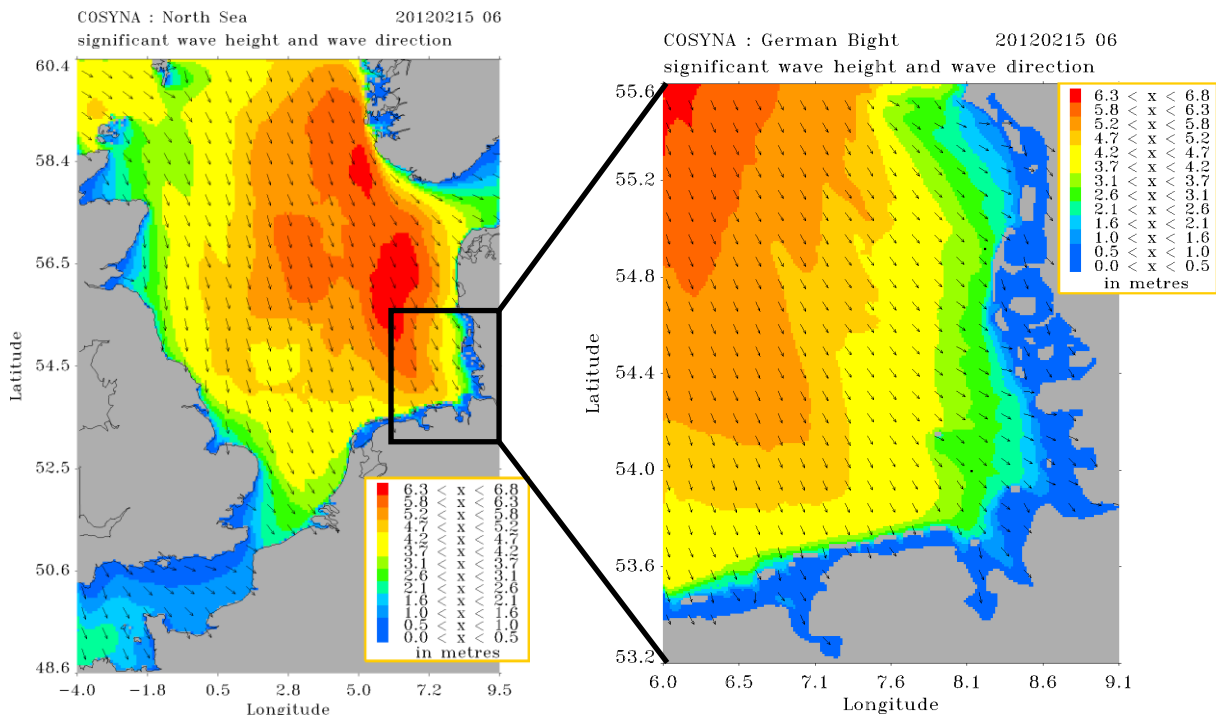 COSYNA : North Sea 20120215 06
significant wave height and wave direction
60.4
58.4
56.5
54.5
52.5
50.6
48.6
Latitude
-4.0 -1.8 0.5 2.8 5.0 7.2 9.5
Longitude
6.3 < x < 6.8
5.8 < x < 6.3
5.2 < x < 5.8
4.7 < x < 5.2
4.2 < x < 4.7
3.7 < x < 4.2
3.1 < x < 3.7
2.6 < x < 3.1
2.1 < x < 2.6
1.6 < x < 2.1
1.0 < x < 1.6
0.5 < x < 1.0
0.0 < x < 0.5
in metres
COSYNA : German Bight 20120215 06
significant wave height and wave direction
55.6
55.2
54.8
54.4
54.0
53.6
53.2
Latitude
6.0 6.5 7.1 7.6 8.1 8.6 9.1
Longitude
6.3 < x < 6.8
5.8 < x < 6.3
5.2 < x < 5.8
4.7 < x < 5.2
4.2 < x < 4.7
3.7 < x < 4.2
3.1 < x < 3.7
2.6 < x < 3.1
2.1 < x < 2.6
1.6 < x < 2.1
1.0 < x < 1.6
0.5 < x < 1.0
0.0 < x < 0.5
in metres